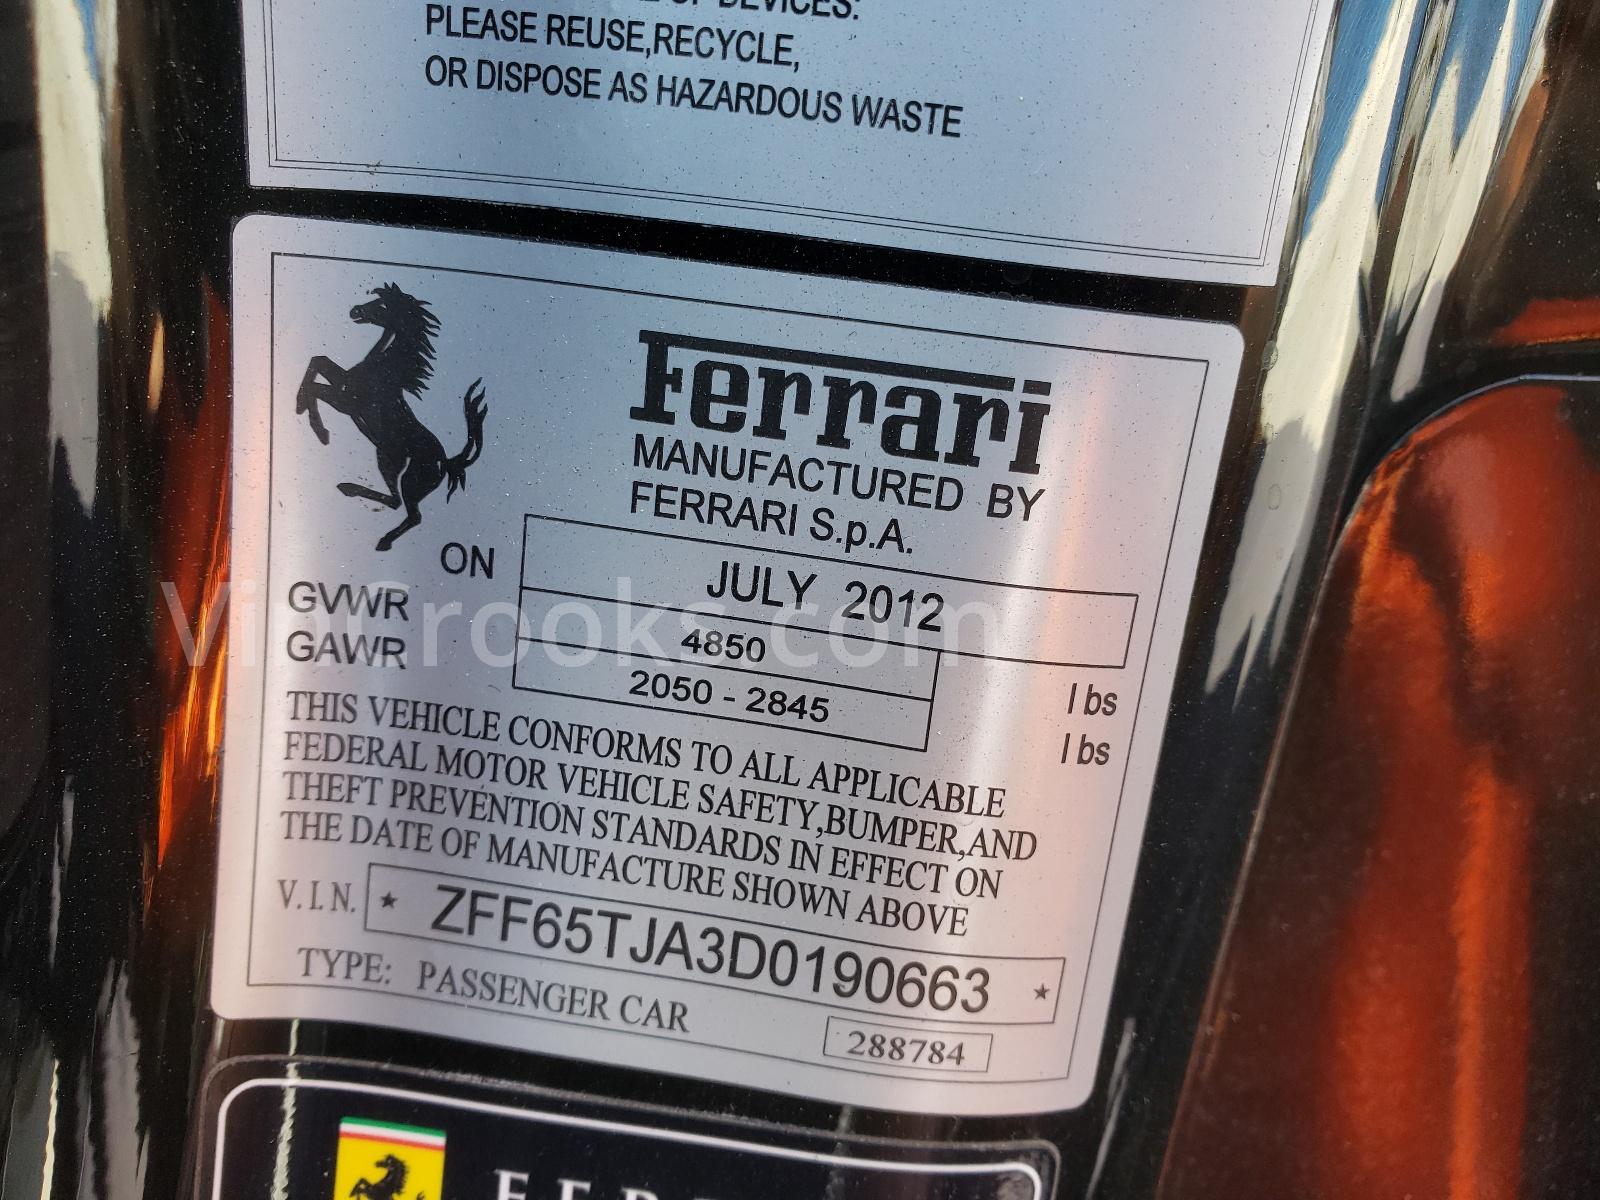 DEVICES:
PLEASE REUSE,RECYCLE,
OR DISPOSE AS HAZARDOUS WASTE
Ferrari
MANUFACTURED BY
FERRARI S.p.A.
ON JULY 2012
GVWR 4850 lbs
GAWR 2050 - 2845 lbs
VinCrooks.com
THIS VEHICLE CONFORMS TO ALL APPLICABLE
FEDERAL MOTOR VEHICLE SAFETY,BUMPER,AND
THEFT PREVENTION STANDARDS IN EFFECT ON
THE DATE OF MANUFACTURE SHOWN ABOVE
V.I.N. ★ ZFF65TJA3D0190663 ★
TYPE: PASSENGER CAR 288784